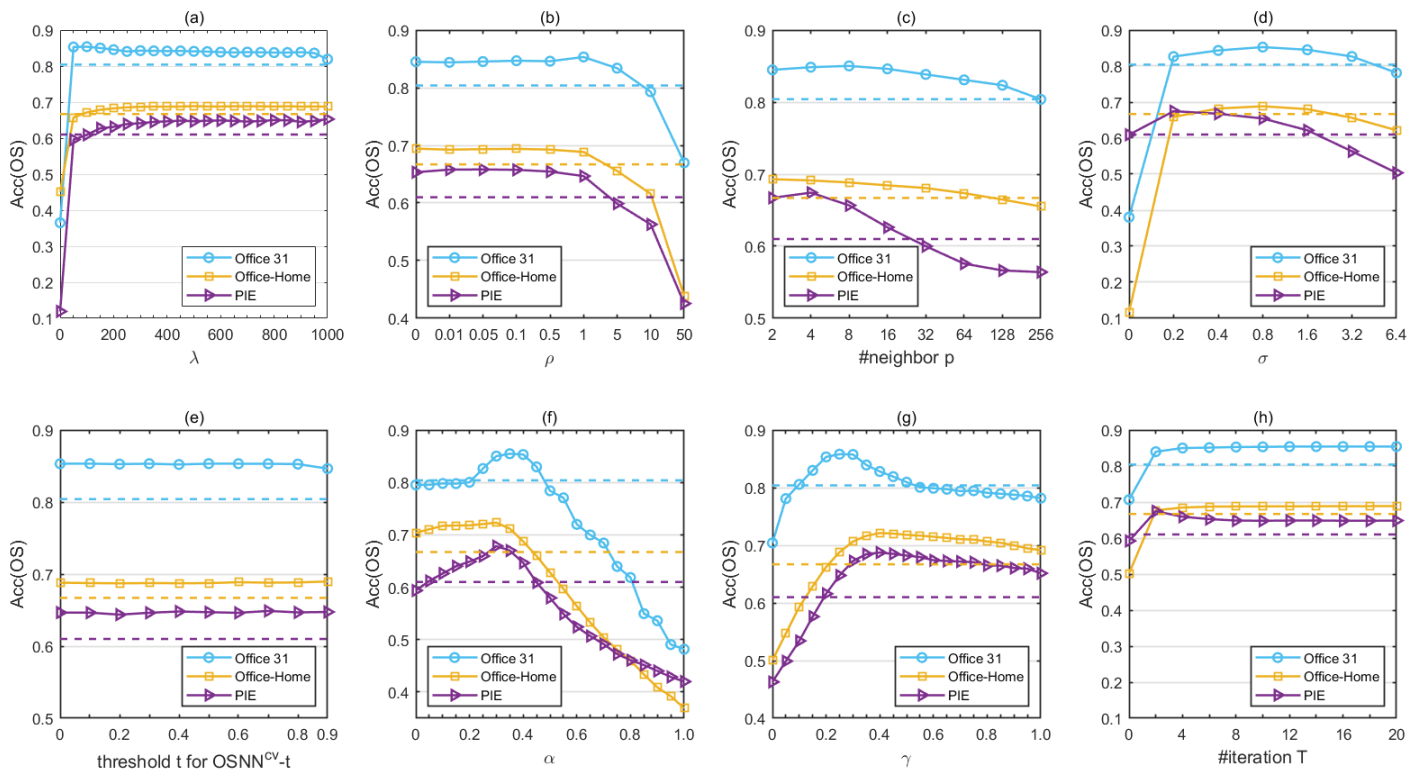 (a)
0.9
0.8
0.7
0.6
0.5
0.4
0.3
0.2
0.1
Acc(OS)
Office 31
Office-Home
PIE
0 200 400 600 800 1000
λ
(b)
0.9
0.8
0.7
0.6
0.5
0.4
Acc(OS)
Office 31
Office-Home
PIE
0 0.01 0.05 0.1 0.5 1 5 10 50
ρ
(c)
0.9
0.8
0.7
0.6
0.5
Acc(OS)
Office 31
Office-Home
PIE
2 4 8 16 32 64 128 256
#neighbor p
(d)
0.9
0.8
0.7
0.6
0.5
0.4
0.3
0.2
0.1
Acc(OS)
Office 31
Office-Home
PIE
0 0.2 0.4 0.8 1.6 3.2 6.4
σ
(e)
0.9
0.8
0.7
0.6
0.5
Acc(OS)
Office 31
Office-Home
PIE
0 0.2 0.4 0.6 0.8 0.9
threshold t for OSNN^cv-t
(f)
0.9
0.8
0.7
0.6
0.5
0.4
Acc(OS)
Office 31
Office-Home
PIE
0 0.2 0.4 0.6 0.8 1.0
α
(g)
0.9
0.8
0.7
0.6
0.5
0.4
Acc(OS)
Office 31
Office-Home
PIE
0 0.2 0.4 0.6 0.8 1.0
γ
(h)
0.9
0.8
0.7
0.6
0.5
0.4
0.3
0.2
0.1
Acc(OS)
Office 31
Office-Home
PIE
0 4 8 12 16 20
#iteration T